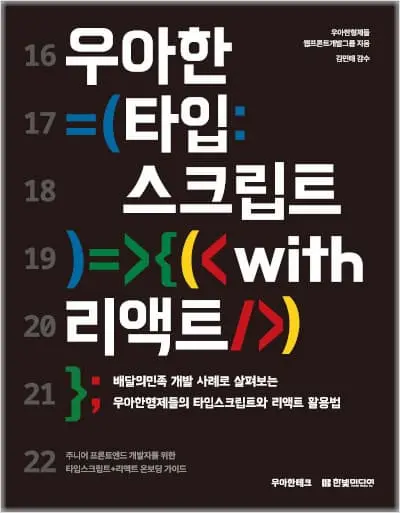 우아한형제들
웹프론트개발그룹 지음
김민태 감수
16 우아한
17 =(타입:
18 스크립트
19 )=>{(<with
20 리액트/>)
21 };
배달의민족 개발 사례로 살펴보는
우아한형제들의 타입스크립트와 리액트 활용법
22 주니어 프론트엔드 개발자를 위한
타입스크립트+리액트 온보딩 가이드
우아한테크 한빛미디어